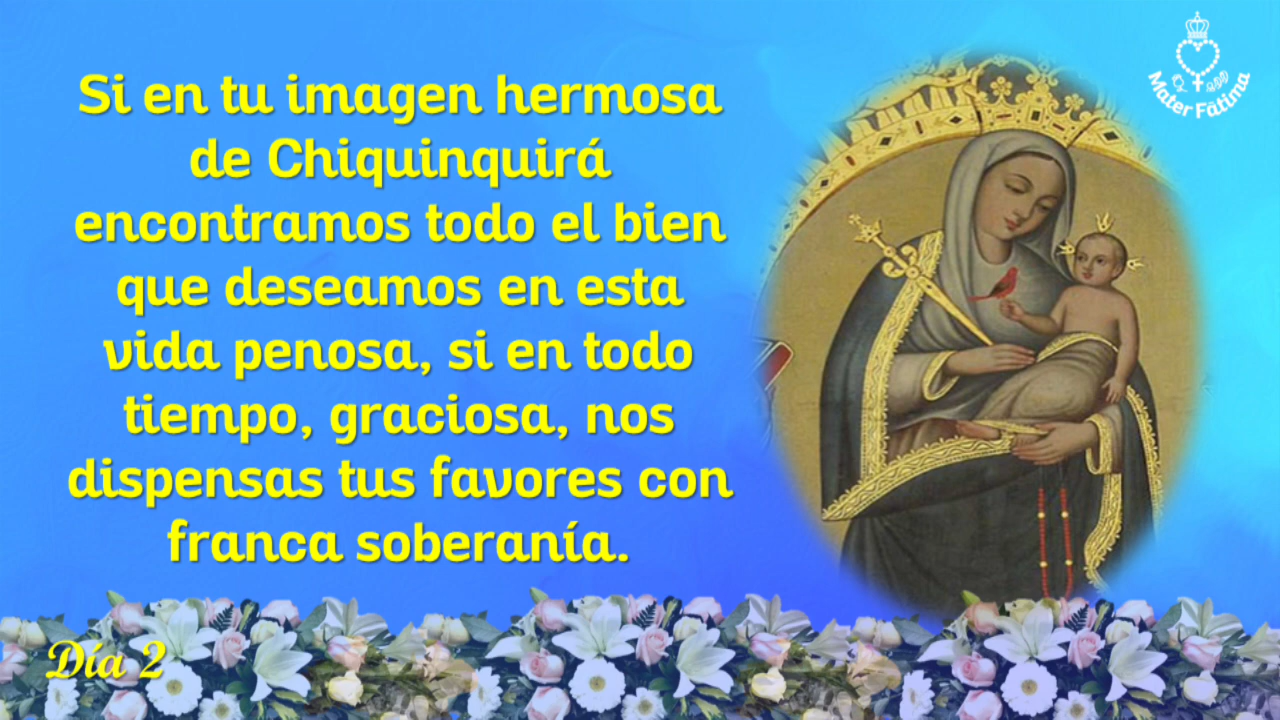 Si en tu imagen hermosa
de Chiquinquirá
encontramos todo el bien
que deseamos en esta
vida penosa, si en todo
tiempo, graciosa, nos
dispensas tus favores con
franca soberanía.
Día 2
Mater Fátima